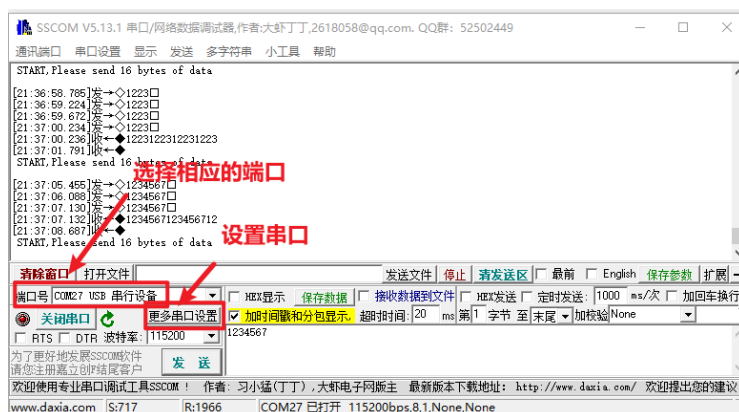 SSCOM V5.13.1 串口/网络数据调试器,作者:大虾丁丁,2618058@qq.com. QQ群: 52502449
通讯端口 串口设置 显示 发送 多字符串 小工具 帮助
START,Please send 16 bytes of data
[21:36:58.785]发→◇1223□
[21:36:59.224]发→◇1223□
[21:36:59.672]发→◇1223□
[21:37:00.234]发→◇1223□
[21:37:00.236]收←◆1223122312231223
[21:37:01.791]收←◆
START,Please send 16 bytes of data
选择相应的端口
[21:37:05.455]发→◇1234567□
[21:37:06.088]发→◇1234567□
[21:37:07.130]发→◇1234567□
[21:37:07.132]收←◆1234567123456712
[21:37:08.687]收←◆
START,Please send 16 bytes of data
设置串口
清除窗口 打开文件 发送文件 停止 清发送区 最前 English 保存参数 扩展 —
端口号 COM27 USB 串行设备 HEX显示 保存数据 接收数据到文件 HEX发送 定时发送: 1000 ms/次 加回车换行
关闭串口 更多串口设置 加时间戳和分包显示. 超时时间: 20 ms 第 1 字节 至 末尾 加校验 None
RTS DTR 波特率: 115200 1234567
为了更好地发展SSCOM软件
请您注册嘉立创F结尾客户
发 送
欢迎使用专业串口调试工具SSCOM ! 作者: 习小猛(丁丁) ,大虾电子网版主 最新版本下载地址: http://www.daxia.com/ 欢迎提出您的建议
www.daxia.com S:717 R:1966 COM27 已打开 115200bps,8,1,None,None